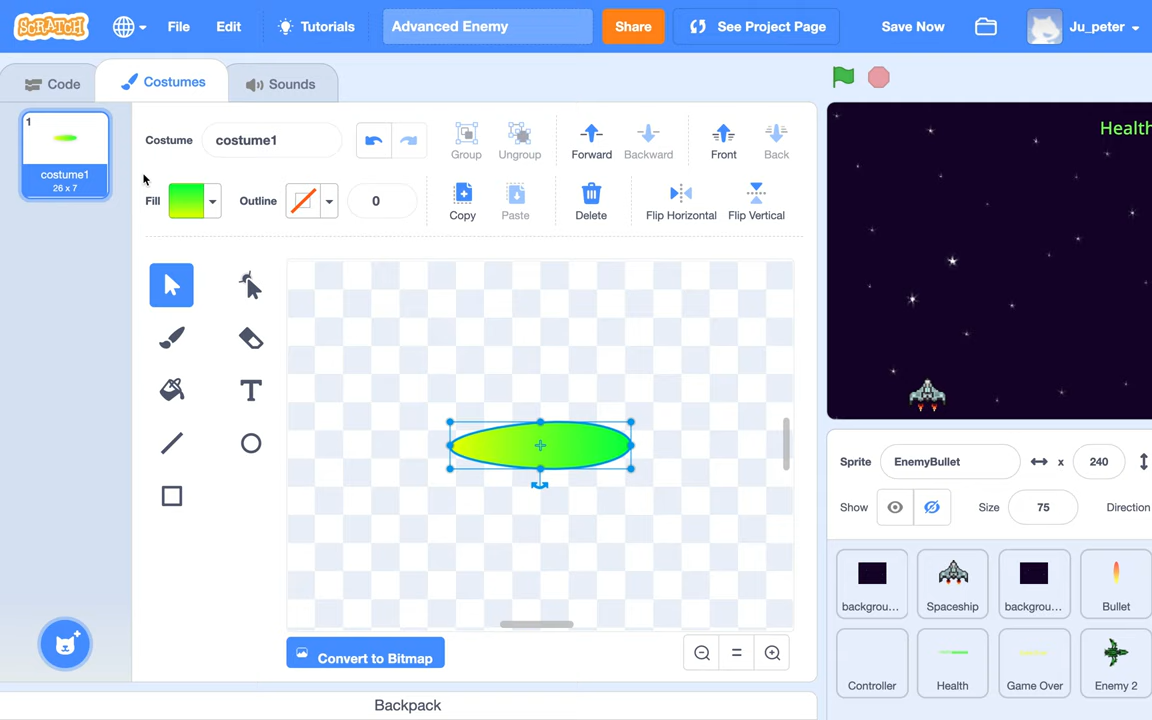 SCRATCH File Edit Tutorials Advanced Enemy Share See Project Page Save Now Ju_peter
Code Costumes Sounds
1
costume1
26 x 7
Costume costume1 Group Ungroup Forward Backward Front Back
Fill Outline 0 Copy Paste Delete Flip Horizontal Flip Vertical
Health
Convert to Bitmap
Backpack
Sprite EnemyBullet x 240
Show Size 75 Direction
backgrou... Spaceship backgrou... Bullet
Controller Health Game Over Enemy 2